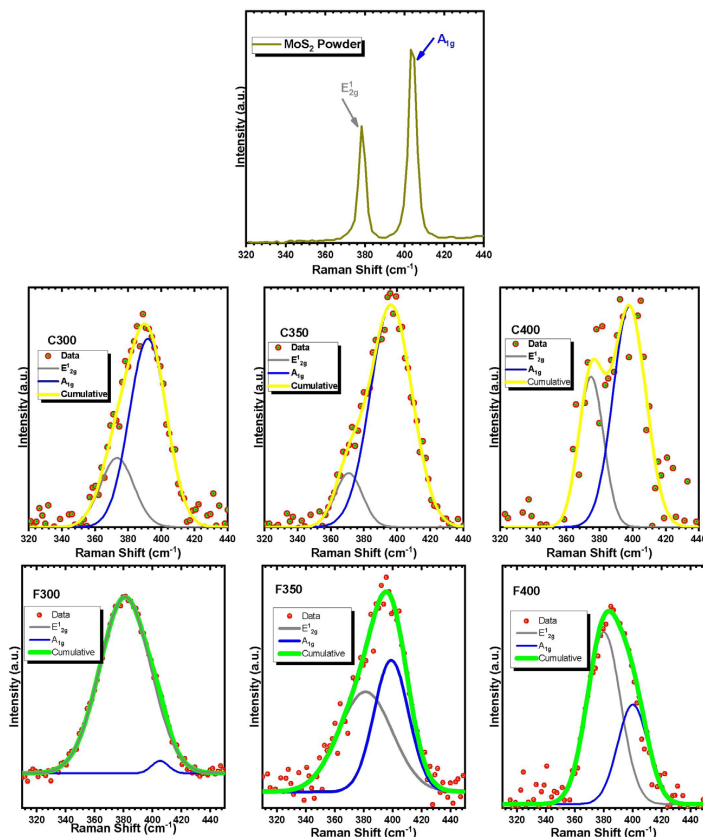 MoS₂ Powder
A₁g
E¹₂g
Intensity (a.u.)
320 340 360 380 400 420 440
Raman Shift (cm⁻¹)
C300
Data
E¹₂g
A₁g
Cumulative
Intensity (a.u.)
320 340 360 380 400 420 440
Raman Shift (cm⁻¹)
C350
Data
E¹₂g
A₁g
Cumulative
Intensity (a.u.)
320 340 360 380 400 420 440
Raman Shift (cm⁻¹)
C400
Data
E¹₂g
A₁g
Cumulative
Intensity (a.u.)
320 340 360 380 400 420 440
Raman Shift (cm⁻¹)
F300
Data
E¹₂g
A₁g
Cumulative
Intensity (a.u.)
320 340 360 380 400 420 440
Raman Shift (cm⁻¹)
F350
Data
E¹₂g
A₁g
Cumulative
Intensity (a.u.)
320 340 360 380 400 420 440
Raman Shift (cm⁻¹)
F400
Data
E¹₂g
A₁g
Cumulative
Intensity (a.u.)
320 340 360 380 400 420 440
Raman Shift (cm⁻¹)